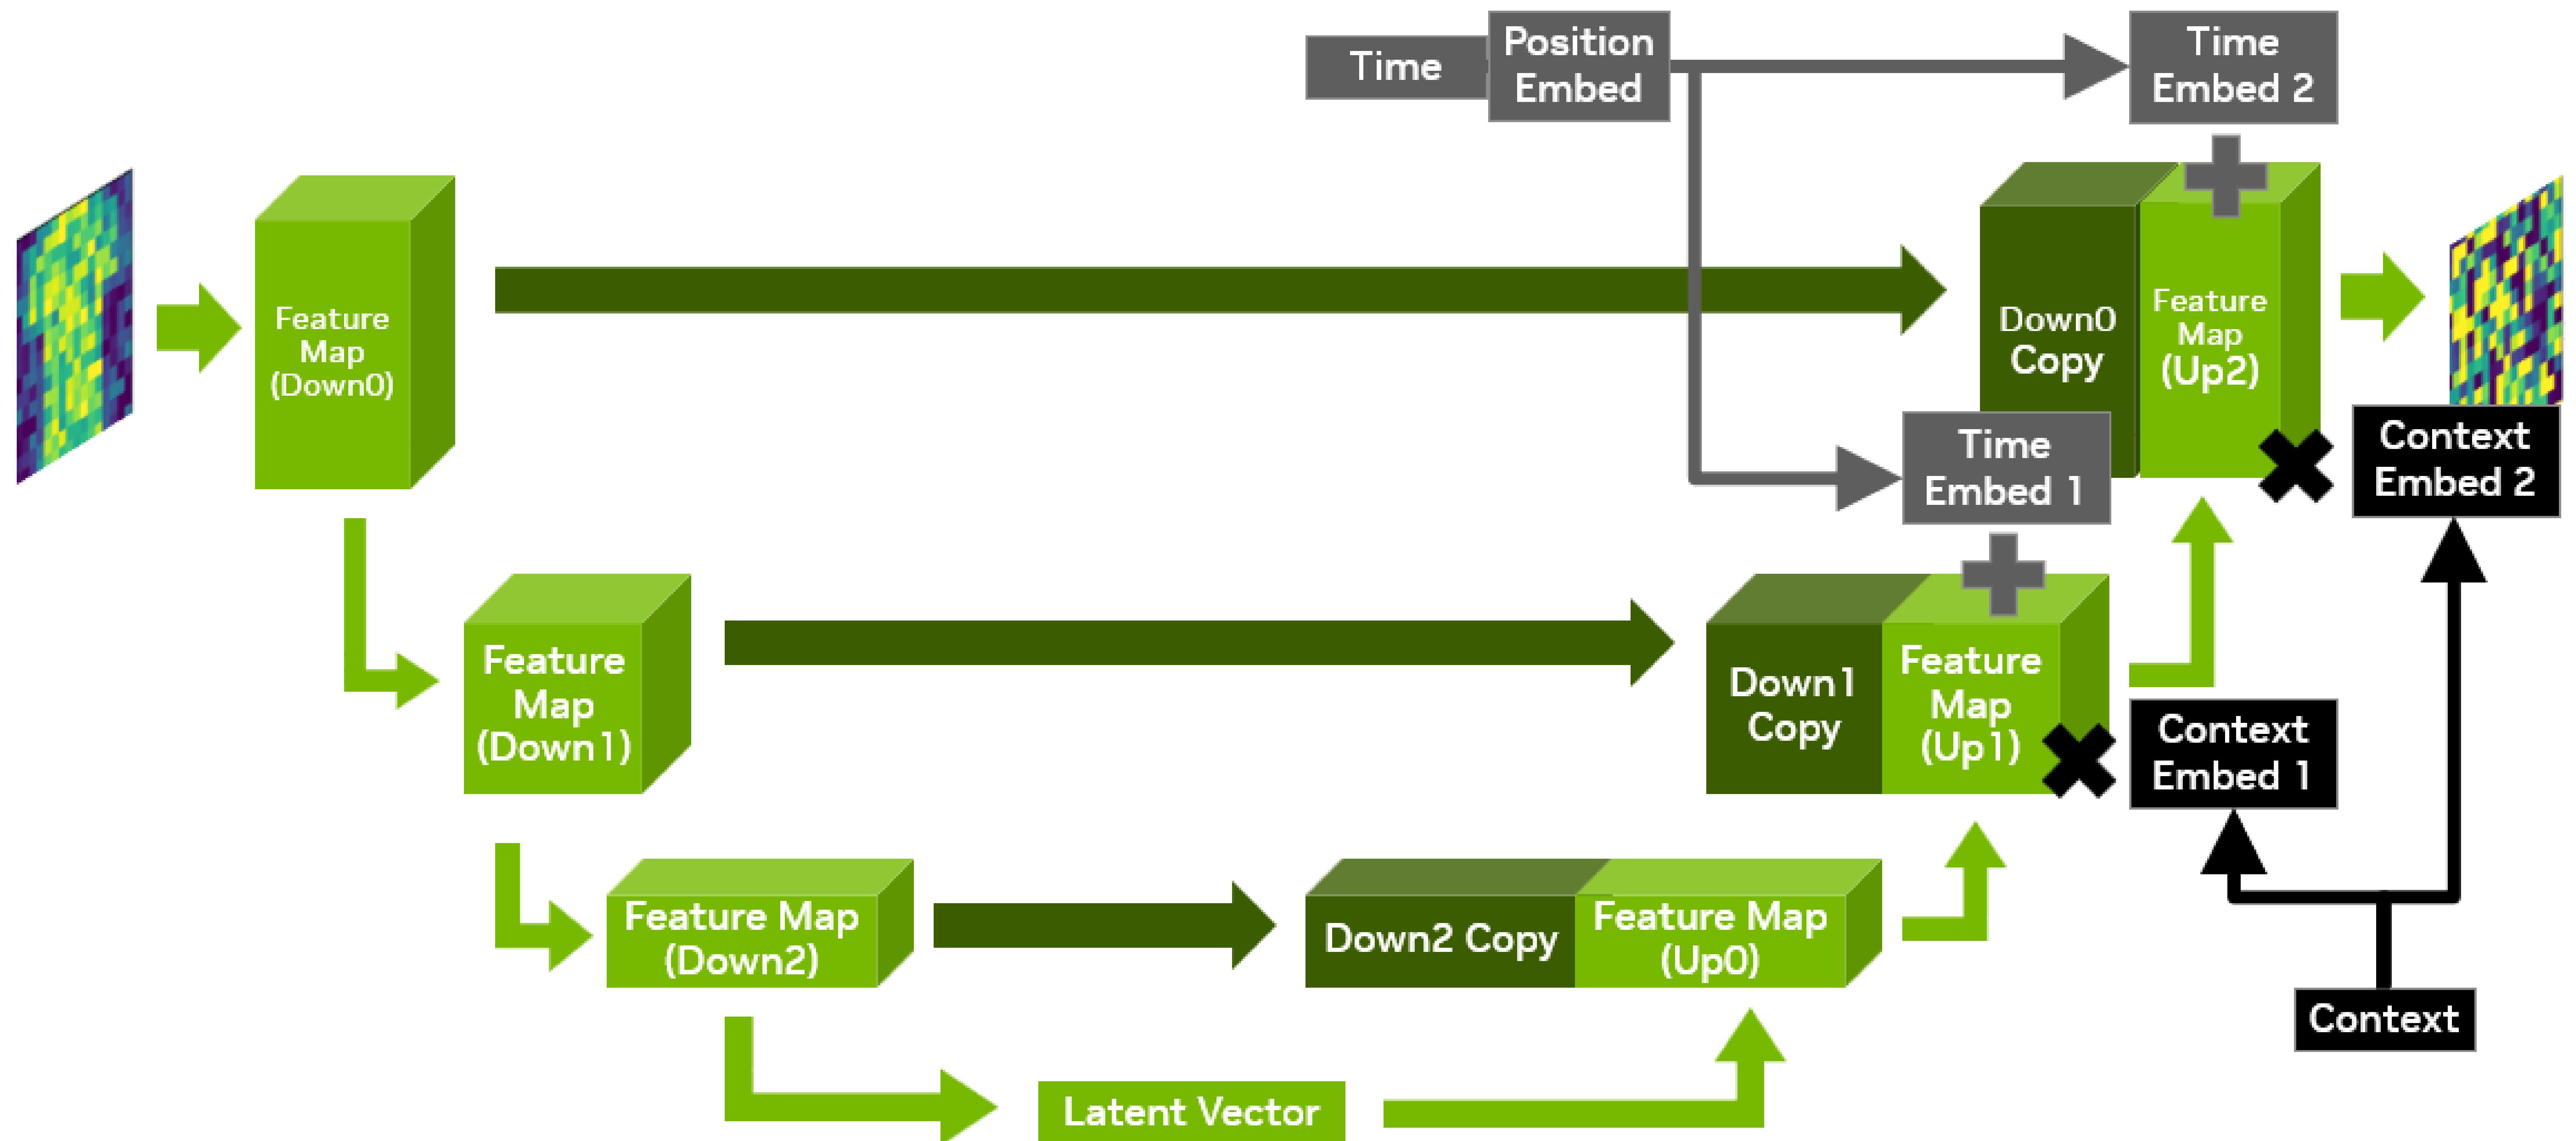 Time
Position
Embed
Time
Embed 2
Feature
Map
(Down0)
Down0
Copy
Feature
Map
(Up2)
Time
Embed 1
Context
Embed 2
Feature
Map
(Down1)
Down1
Copy
Feature
Map
(Up1)
Context
Embed 1
Feature Map
(Down2)
Down2 Copy
Feature Map
(Up0)
Context
Latent Vector